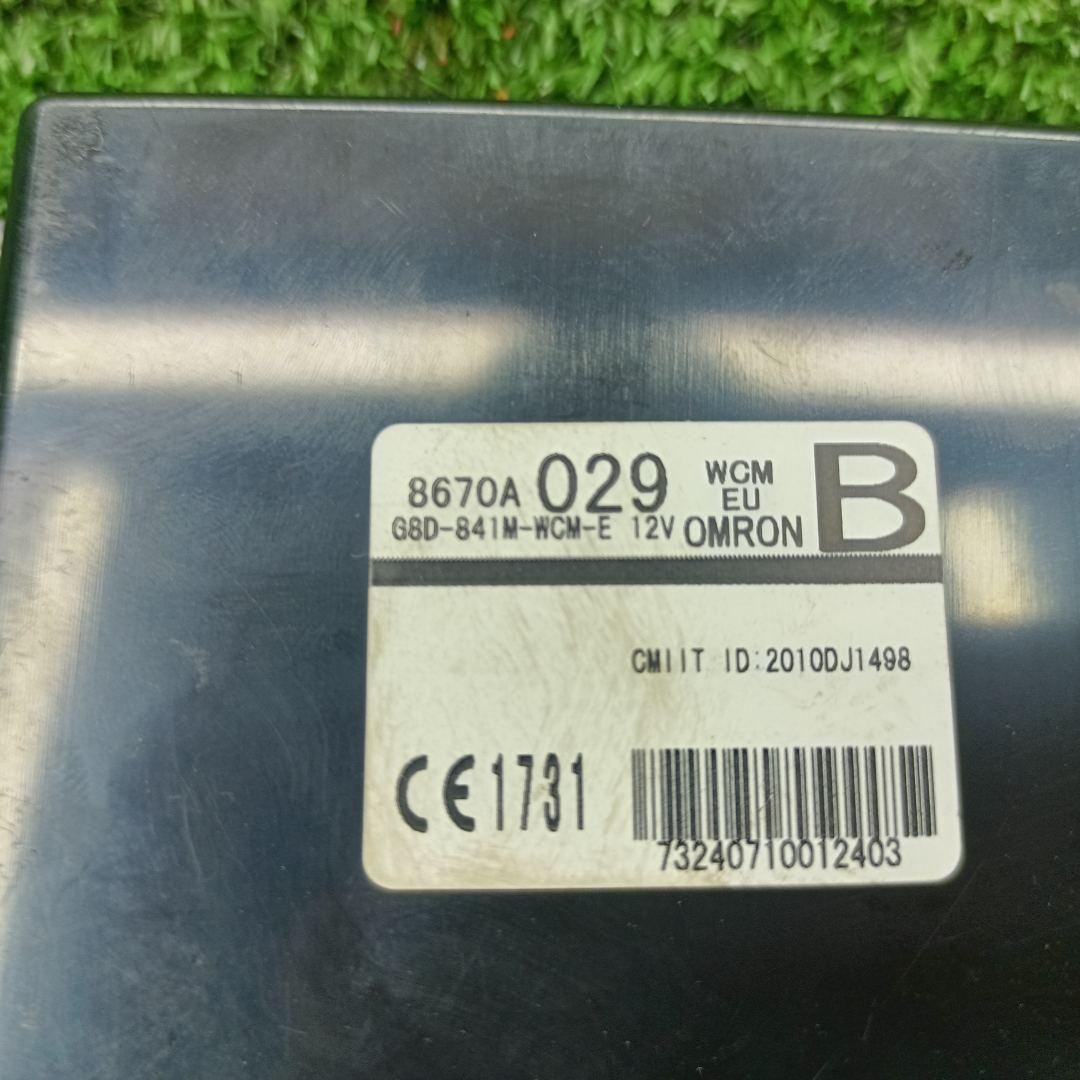 8670A 029 WCM B
EU
G8D-841M-WCM-E 12V OMRON
CMIIT ID:2010DJ1498
CE 1731
73240710012403